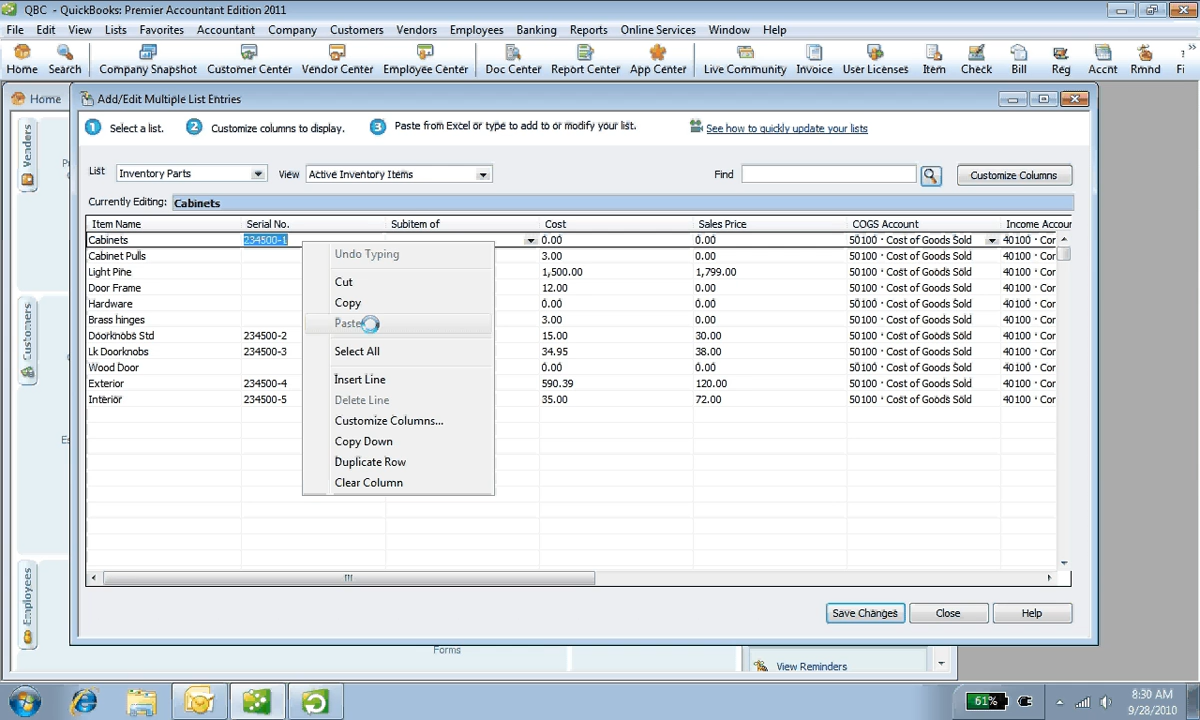 QBC - QuickBooks: Premier Accountant Edition 2011
File Edit View Lists Favorites Accountant Company Customers Vendors Employees Banking Reports Online Services Window Help
Home Search Company Snapshot Customer Center Vendor Center Employee Center Doc Center Report Center App Center Live Community Invoice User Licenses Item Check Bill Reg Accnt Rmnd Fi
Home
Add/Edit Multiple List Entries
1 Select a list. 2 Customize columns to display. 3 Paste from Excel or type to add to or modify your list. See how to quickly update your lists
List Inventory Parts View Active Inventory Items Find Customize Columns
Currently Editing: Cabinets
Item Name Serial No. Subitem of Cost Sales Price COGS Account Income Accour
Cabinets 234500-1 0.00 0.00 50100 · Cost of Goods Sold 40100 · Cor
Cabinet Pulls 3.00 0.00 50100 · Cost of Goods Sold 40100 · Cor
Light Pine 1,500.00 1,799.00 50100 · Cost of Goods Sold 40100 · Cor
Door Frame 12.00 0.00 50100 · Cost of Goods Sold 40100 · Cor
Hardware 0.00 0.00 50100 · Cost of Goods Sold 40100 · Cor
Brass hinges 3.00 0.00 50100 · Cost of Goods Sold 40100 · Cor
Doorknobs Std 234500-2 15.00 30.00 50100 · Cost of Goods Sold 40100 · Cor
Lk Doorknobs 234500-3 34.95 38.00 50100 · Cost of Goods Sold 40100 · Cor
Wood Door 0.00 0.00 50100 · Cost of Goods Sold 40100 · Cor
Exterior 234500-4 590.39 120.00 50100 · Cost of Goods Sold 40100 · Cor
Interior 234500-5 35.00 72.00 50100 · Cost of Goods Sold 40100 · Cor
Undo Typing
Cut
Copy
Paste
Select All
Insert Line
Delete Line
Customize Columns...
Copy Down
Duplicate Row
Clear Column
Save Changes Close Help
Vendors
Customers
Employees
Forms
View Reminders
61%
8:30 AM
9/28/2010